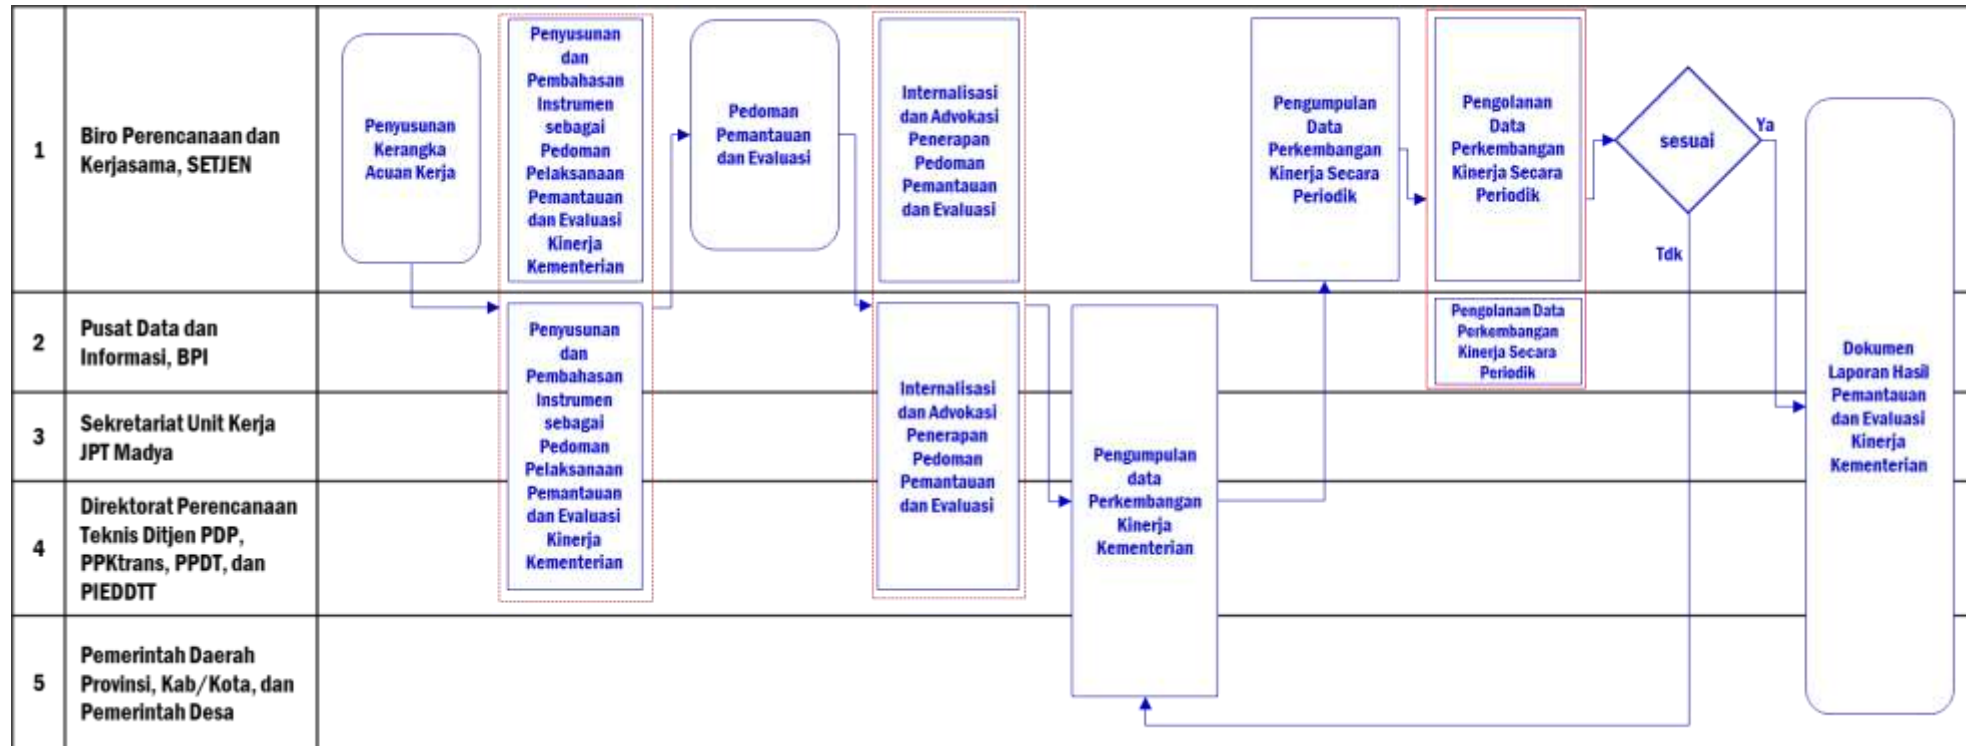 1
Biro Perencanaan dan
Kerjasama, SETJEN
Penyusunan
Kerangka
Acuan Kerja
Penyusunan
dan
Pembahasan
Instrumen
sebagai
Pedoman
Pelaksanaan
Pemantauan
dan Evaluasi
Kinerja
Kementerian
Pedoman
Pemantauan
dan Evaluasi
Internalisasi
dan Advokasi
Penerapan
Pedoman
Pemantauan
dan Evaluasi
Pengumpulan
Data
Perkembangan
Kinerja Secara
Periodik
Pengolanan
Data
Perkembangan
Kinerja Secara
Periodik
sesuai
Ya
Tdk
2
Pusat Data dan
Informasi, BPI
Penyusunan
dan
Pembahasan
Instrumen
sebagai
Pedoman
Pelaksanaan
Pemantauan
dan Evaluasi
Kinerja
Kementerian
Internalisasi
dan Advokasi
Penerapan
Pedoman
Pemantauan
dan Evaluasi
Pengumpulan
data
Perkembangan
Kinerja
Kementerian
Pengolanan Data
Perkembangan
Kinerja Secara
Periodik
Dokumen
Laporan Hasil
Pemantauan
dan Evaluasi
Kinerja
Kementerian
3
Sekretariat Unit Kerja
JPT Madya
4
Direktorat Perencanaan
Teknis Ditjen PDP,
PPKtrans, PPDT, dan
PIEDDTT
5
Pemerintah Daerah
Provinsi, Kab/Kota, dan
Pemerintah Desa